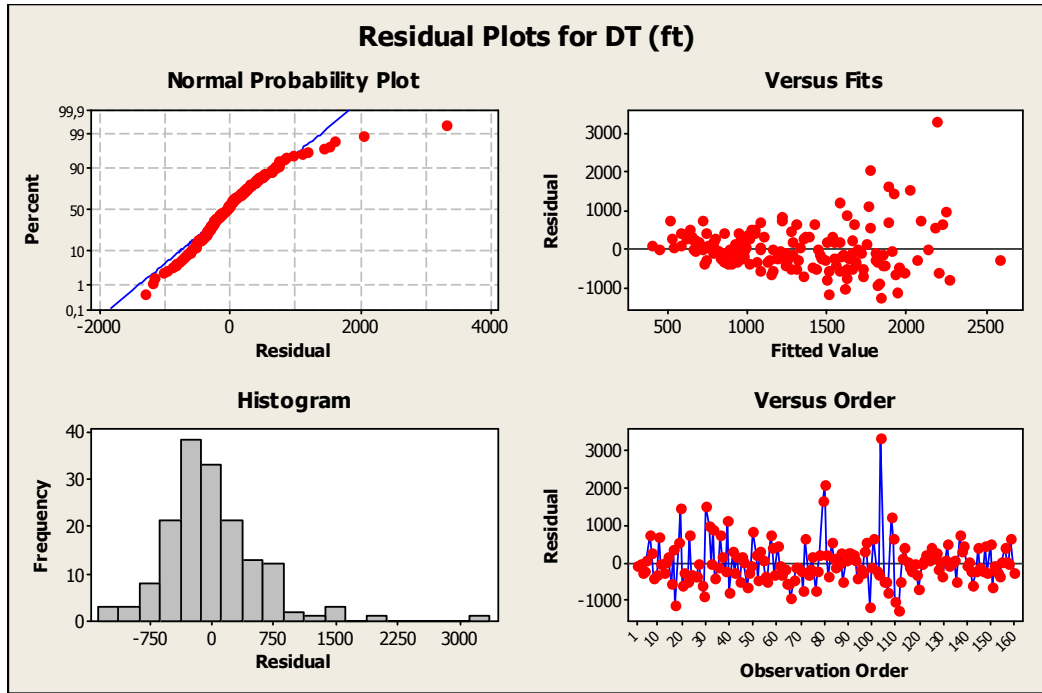 Residual Plots for DT (ft)
Normal Probability Plot
99,9
99
90
50
10
1
0,1
Percent
-2000 0 2000 4000
Residual
Versus Fits
3000
2000
1000
0
-1000
Residual
500 1000 1500 2000 2500
Fitted Value
Histogram
40
30
20
10
0
Frequency
-750 0 750 1500 2250 3000
Residual
Versus Order
3000
2000
1000
0
-1000
Residual
1 10 20 30 40 50 60 70 80 90 100 110 120 130 140 150 160
Observation Order